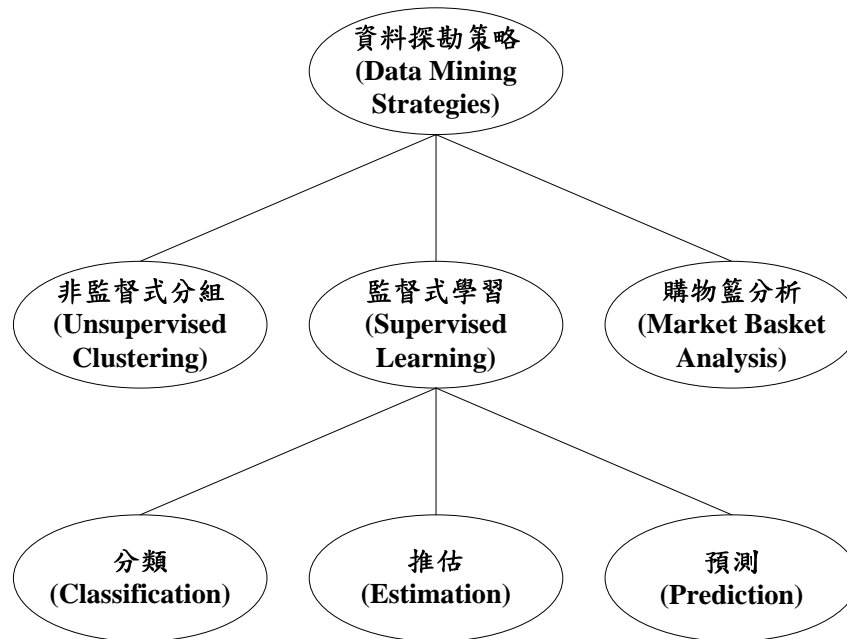 資料探勘策略
(Data Mining
Strategies)
非監督式分組
(Unsupervised
Clustering)
監督式學習
(Supervised
Learning)
購物籃分析
(Market Basket
Analysis)
分類
(Classification)
推估
(Estimation)
預測
(Prediction)